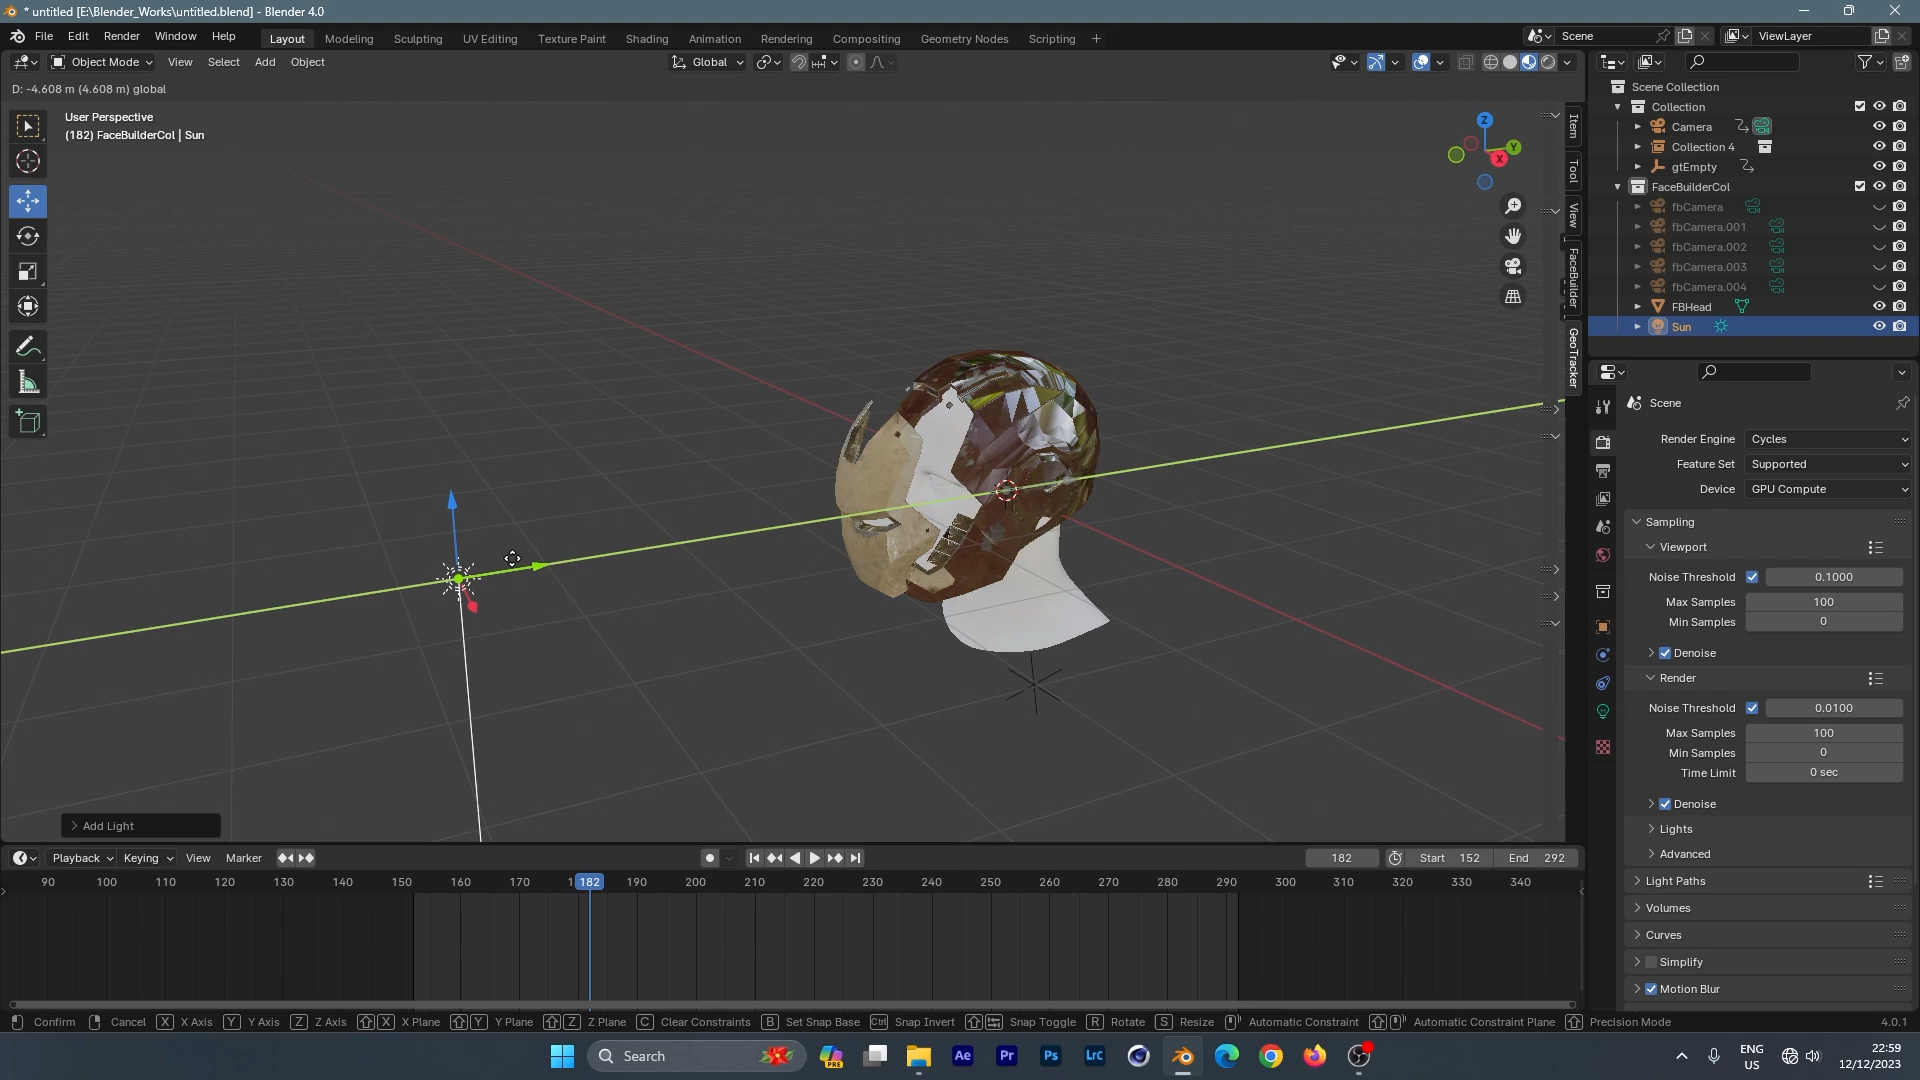 * untitled [E:\Blender_Works\untitled.blend] - Blender 4.0
File Edit Render Window Help Layout Modeling Sculpting UV Editing Texture Paint Shading Animation Rendering Compositing Geometry Nodes Scripting + Scene ViewLayer
Object Mode View Select Add Object Global
D: -4.608 m (4.608 m) global
User Perspective
(182) FaceBuilderCol | Sun
Z
Y
X
Item
Tool
View
FaceBuilder
GeoTracker
Scene Collection
Collection
Camera
Collection 4
gtEmpty
FaceBuilderCol
fbCamera
fbCamera.001
fbCamera.002
fbCamera.003
fbCamera.004
FBHead
Sun
Scene
Render Engine Cycles
Feature Set Supported
Device GPU Compute
Sampling
Viewport
Noise Threshold 0.1000
Max Samples 100
Min Samples 0
Denoise
Render
Noise Threshold 0.0100
Max Samples 100
Min Samples 0
Time Limit 0 sec
Denoise
Lights
Advanced
Light Paths
Volumes
Curves
Simplify
Motion Blur
Add Light
Playback Keying View Marker 182 Start 152 End 292
90 100 110 120 130 140 150 160 170 1 182 190 200 210 220 230 240 250 260 270 280 290 300 310 320 330 340
Confirm Cancel X X Axis Y Y Axis Z Z Axis X X Plane Y Y Plane Z Z Plane C Clear Constraints B Set Snap Base Ctrl Snap Invert Snap Toggle R Rotate S Resize Automatic Constraint Automatic Constraint Plane Precision Mode 4.0.1
Search PRE Ae Pr Ps LrC ENG US 22:59 12/12/2023